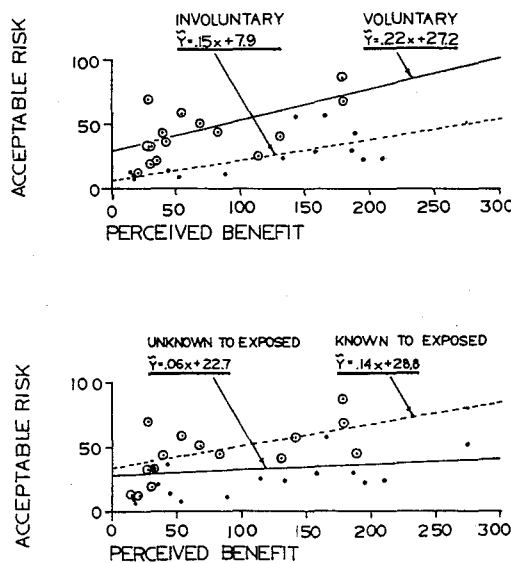 INVOLUNTARY VOLUNTARY
Ỹ=.15x+7.9 Ỹ=.22x+27.2
ACCEPTABLE RISK
100
50
0
0 50 100 150 200 250 300
PERCEIVED BENEFIT
UNKNOWN TO EXPOSED KNOWN TO EXPOSED
Ỹ=.06x+22.7 Ỹ=.14x+28.8
ACCEPTABLE RISK
100
50
0
0 50 100 150 200 250 300
PERCEIVED BENEFIT